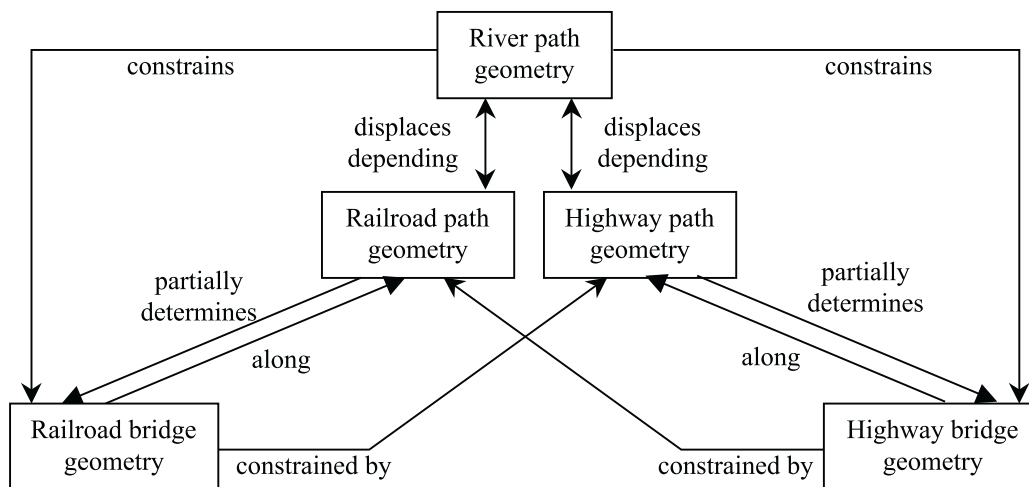 River path
geometry
constrains
constrains
displaces
depending
displaces
depending
Railroad path
geometry
Highway path
geometry
partially
determines
partially
determines
along
along
Railroad bridge
geometry
constrained by
constrained by
Highway bridge
geometry